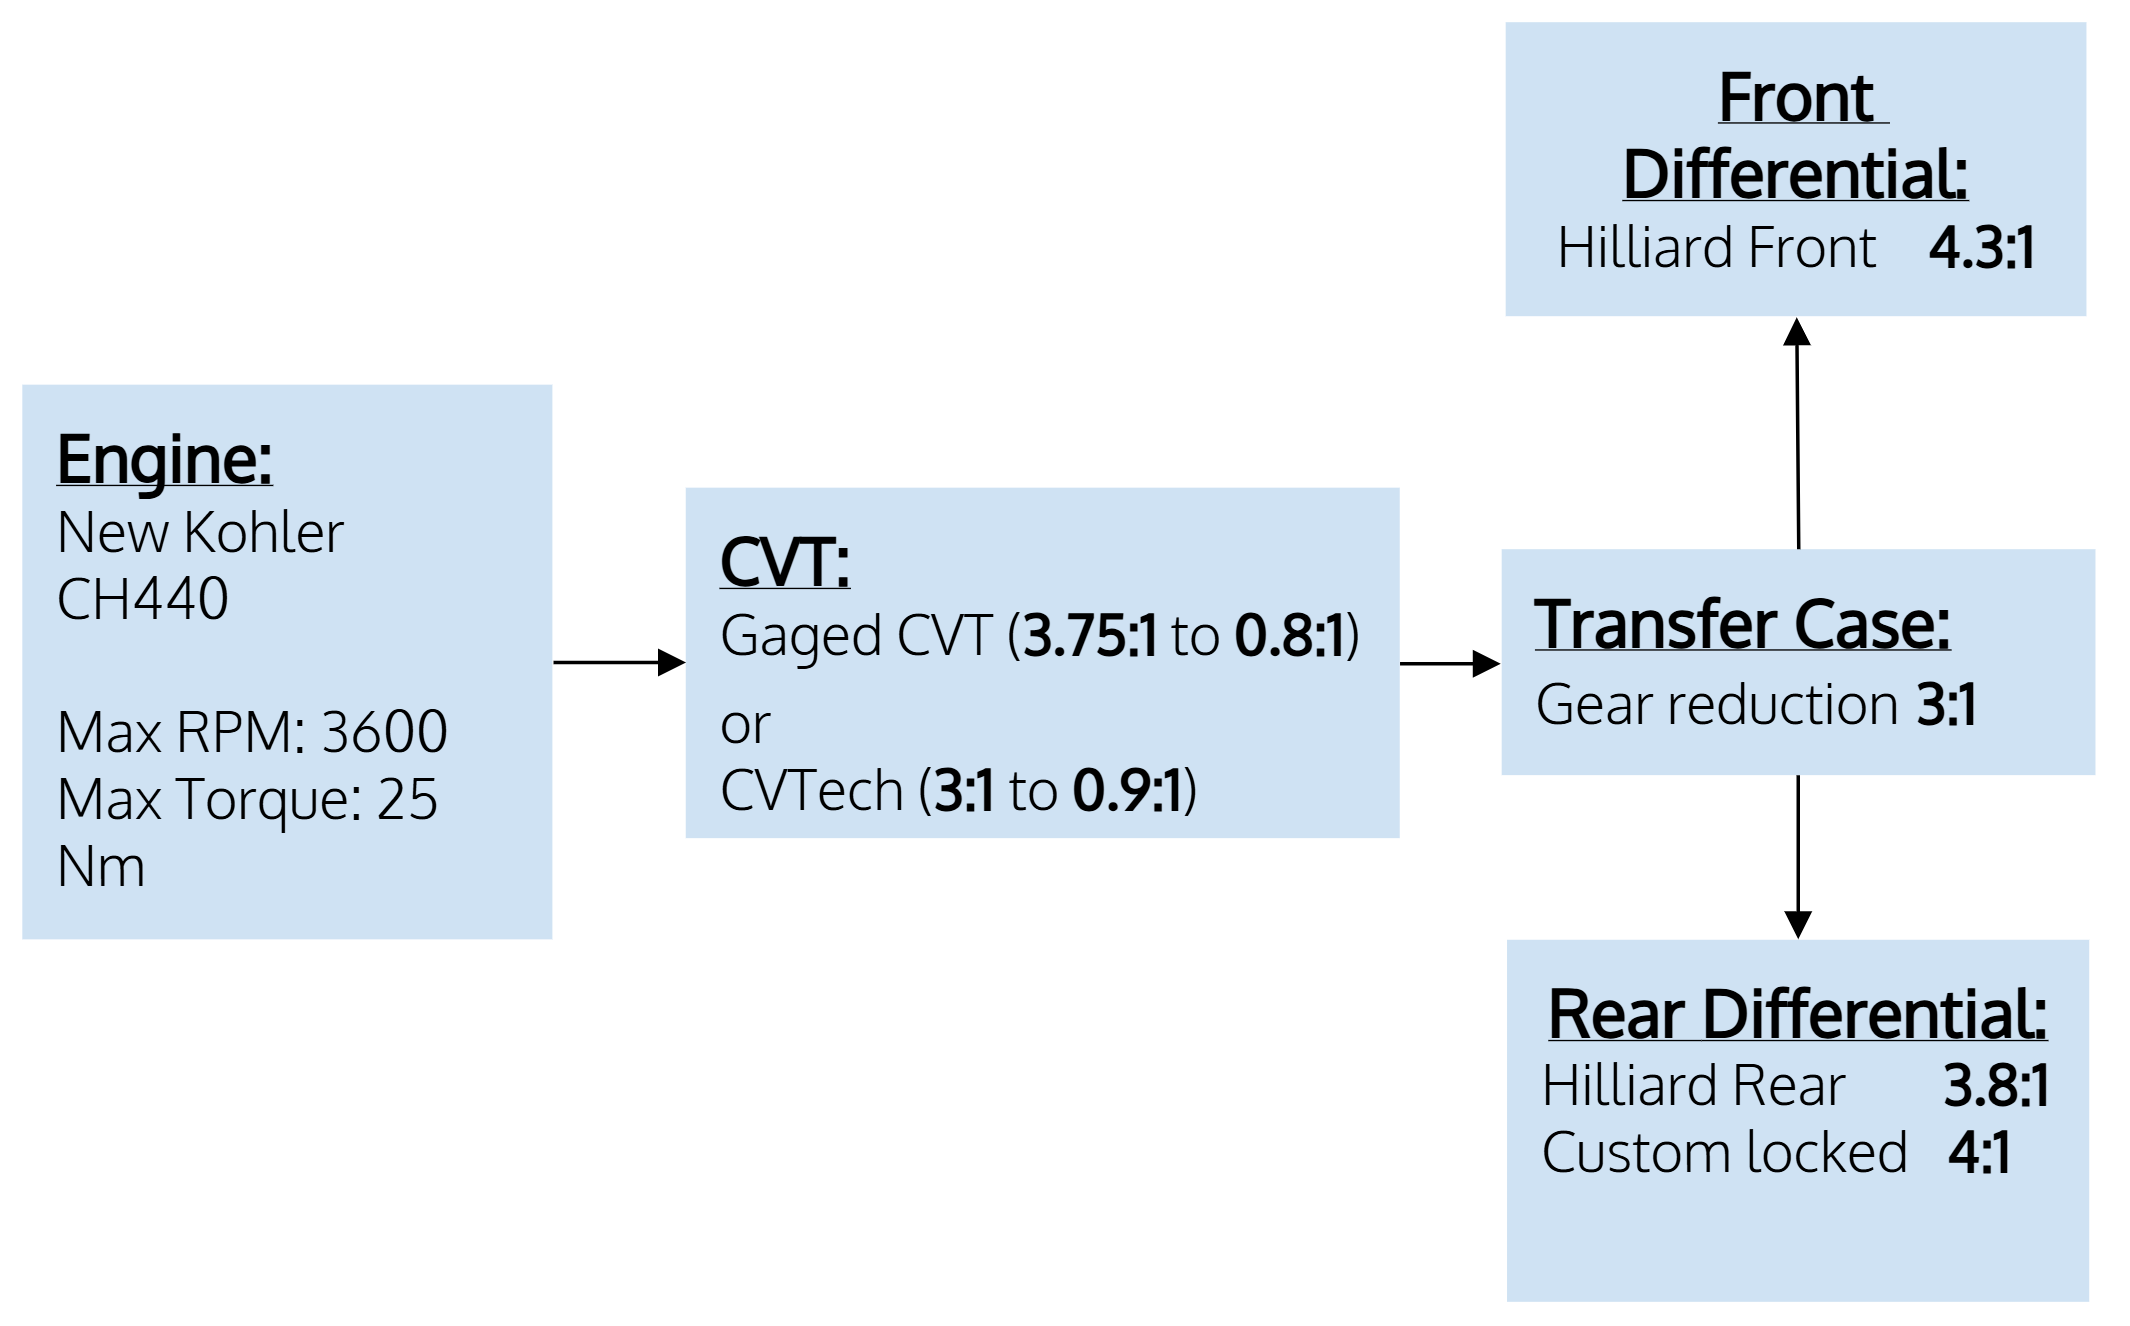 Engine:
New Kohler
CH440
Max RPM: 3600
Max Torque: 25
Nm
CVT:
Gaged CVT (3.75:1 to 0.8:1)
or
CVTech (3:1 to 0.9:1)
Transfer Case:
Gear reduction 3:1
Front
Differential:
Hilliard Front 4.3:1
Rear Differential:
Hilliard Rear 3.8:1
Custom locked 4:1